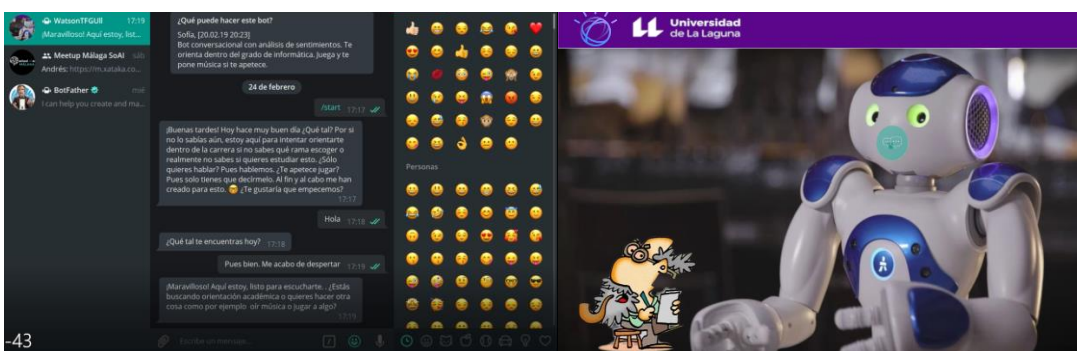 WatsonTFGUll 17:19
¡Maravilloso! Aquí estoy, list...
Meetup Málaga SoAI sáb
Andrés: https://m.xataka.co...
BotFather mié
I can help you create and ma...
¿Qué puede hacer este bot?
Sofía, [20.02.19 20:23]
Bot conversacional con análisis de sentimientos. Te
orienta dentro del grado de informática. Juega y te
pone música si te apetece.
24 de febrero
/start 17:17
¡Buenas tardes! Hoy hace muy buen día ¿Qué tal? Por si
no lo sabías aún, estoy aquí para intentar orientarte
dentro de la carrera si no sabes qué rama escoger o
realmente no sabes si quieres estudiar esto. ¿Sólo
quieres hablar? Pues hablemos. ¿Te apetece jugar?
Pues solo tienes que decírmelo. Al fin y al cabo me han
creado para esto. 🤓 ¿Te gustaría que empecemos?
17:17
Hola 17:18
¿Qué tal te encuentras hoy? 17:18
Pues bien. Me acabo de despertar 17:19
¡Maravilloso! Aquí estoy, listo para escucharte. . ¿Estás
buscando orientación académica o quieres hacer otra
cosa como por ejemplo oír música o jugar a algo?
17:19
Escribe un mensaje...
Personas
-43
Universidad
de La Laguna